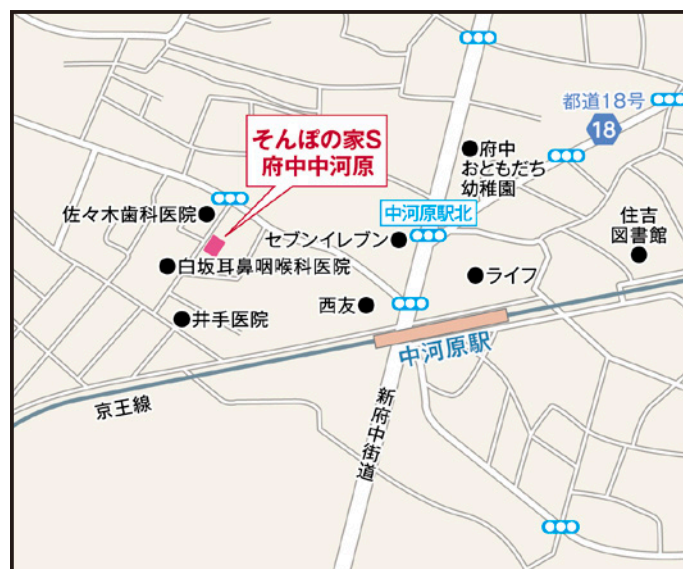 都道18号
18
そんぽの家S
府中中河原
府中
おともだち
幼稚園
佐々木歯科医院
中河原駅北
セブンイレブン
住吉
図書館
白坂耳鼻咽喉科医院
ライフ
西友
井手医院
中河原駅
京王線
新府中街道